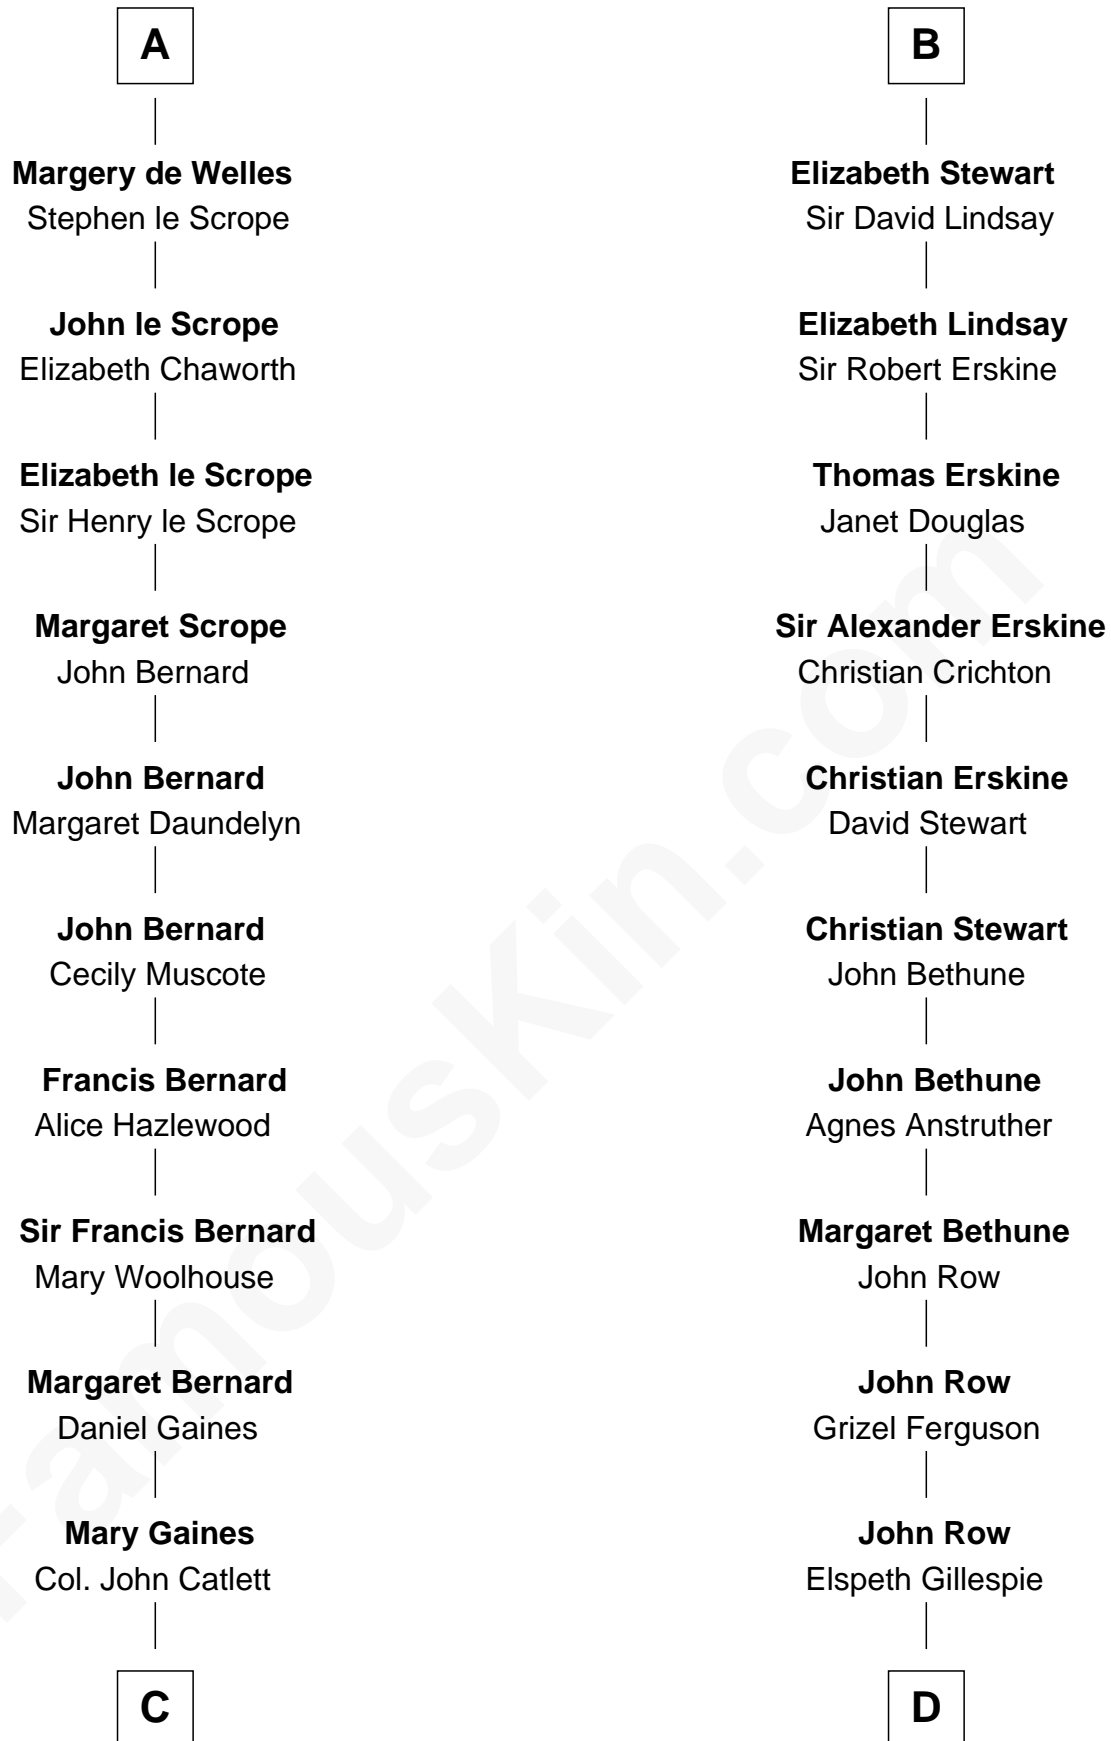 A
Margery de Welles
Stephen le Scrope
John le Scrope
Elizabeth Chaworth
Elizabeth le Scrope
Sir Henry le Scrope
Margaret Scrope
John Bernard
John Bernard
Margaret Daundelyn
John Bernard
Cecily Muscote
Francis Bernard
Alice Hazlewood
Sir Francis Bernard
Mary Woolhouse
Margaret Bernard
Daniel Gaines
Mary Gaines
Col. John Catlett
C
B
Elizabeth Stewart
Sir David Lindsay
Elizabeth Lindsay
Sir Robert Erskine
Thomas Erskine
Janet Douglas
Sir Alexander Erskine
Christian Crichton
Christian Erskine
David Stewart
Christian Stewart
John Bethune
John Bethune
Agnes Anstruther
Margaret Bethune
John Row
John Row
Grizel Ferguson
John Row
Elspeth Gillespie
D
FamousKin.com